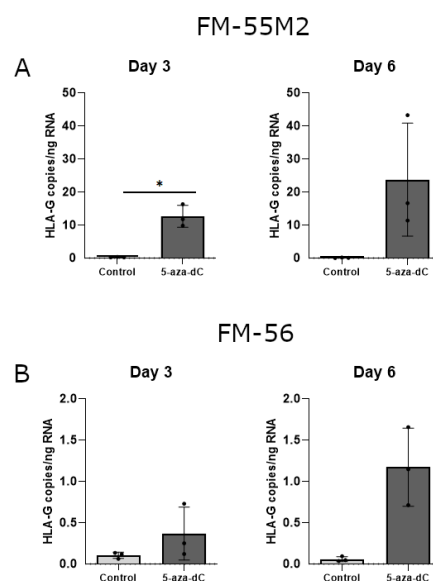 FM-55M2
A
Day 3
Day 6
HLA-G copies/ng RNA
50
40
30
20
10
0
*
Control
5-aza-dC
HLA-G copies/ng RNA
50
40
30
20
10
0
Control
5-aza-dC
FM-56
B
Day 3
Day 6
HLA-G copies/ng RNA
2.0
1.5
1.0
0.5
0.0
Control
5-aza-dC
HLA-G copies/ng RNA
2.0
1.5
1.0
0.5
0.0
Control
5-aza-dC